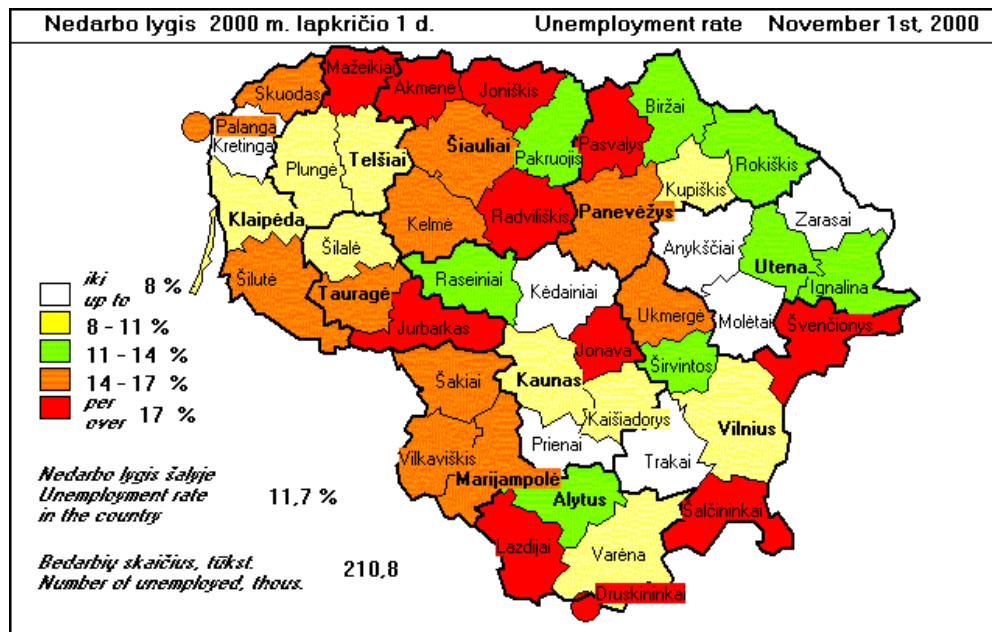 Nedarbo lygis 2000 m. lapkričio 1 d. Unemployment rate November 1st, 2000
Mažeikiai
Skuodas
Akmenė
Joniškis
Biržai
Palanga
Kretinga
Plungė
Telšiai
Šiauliai
Pakruojis
Pasvalys
Rokiškis
Kupiškis
Klaipėda
Kelmė
Radviliškis
Panevėžys
Zarasai
Šilalė
Anykščiai
Utena
Šilutė
Tauragė
Raseiniai
Kėdainiai
Ignalina
Ukmergė
Molėtai
Švenčionys
Jurbarkas
Jonava
Širvintos
Šakiai
Kaunas
Kaišiadorys
Vilnius
Prienai
Trakai
Vilkaviškis
Marijampolė
Alytus
Šalčininkai
Lazdijai
Varėna
Druskininkai
iki
up to 8 %
8 - 11 %
11 - 14 %
14 - 17 %
per
over 17 %
Nedarbo lygis šalyje
Unemployment rate
in the country
11,7 %
Bedarbių skaičius, tūkst.
Number of unemployed, thous.
210,8